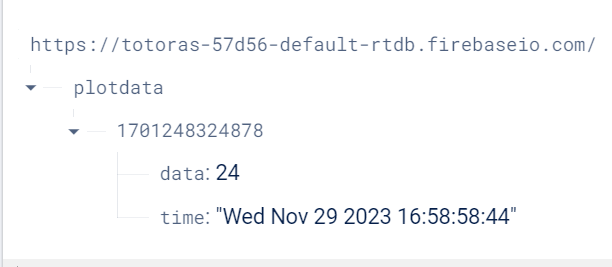 https://totoras-57d56-default-rtdb.firebaseio.com/
plotdata
1701248324878
data: 24
time: "Wed Nov 29 2023 16:58:58:44"